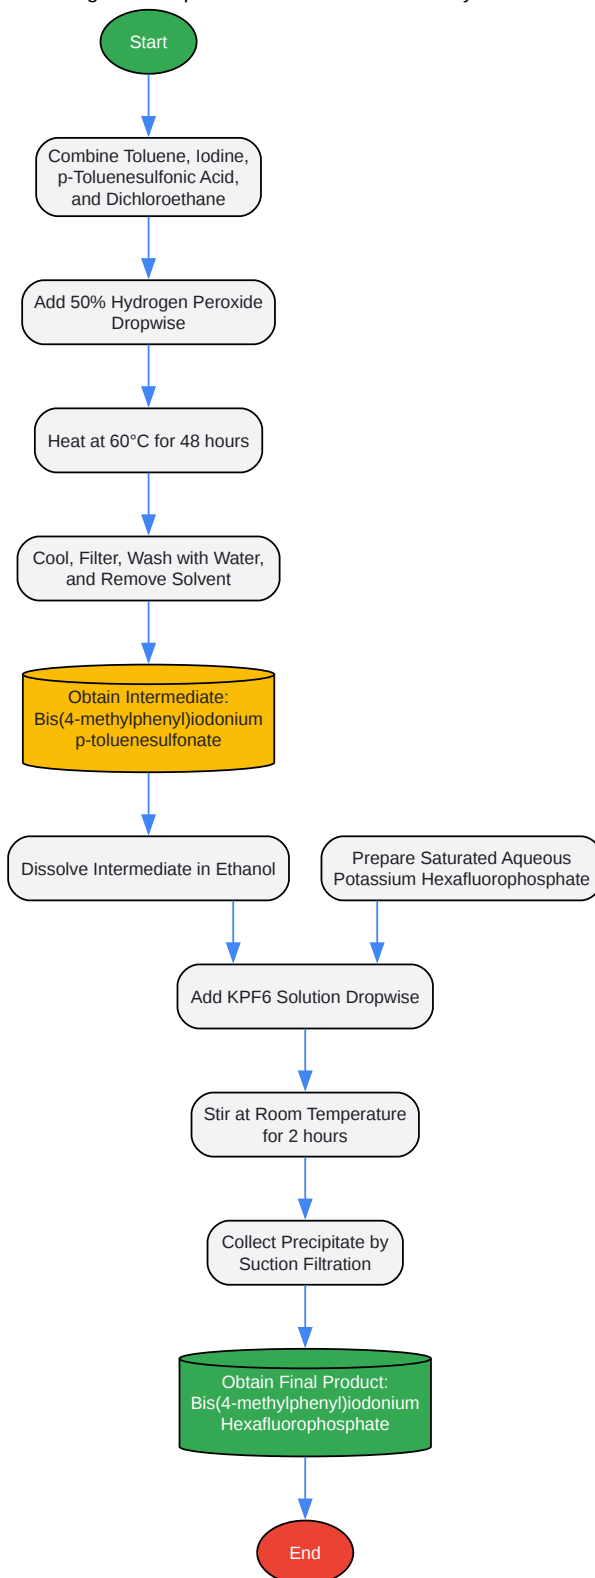 Start
Combine Toluene, Iodine,
p-Toluenesulfonic Acid,
and Dichloroethane
Add 50% Hydrogen Peroxide
Dropwise
Heat at 60°C for 48 hours
Cool, Filter, Wash with Water,
and Remove Solvent
Obtain Intermediate:
Bis(4-methylphenyl)iodonium
p-toluenesulfonate
Dissolve Intermediate in Ethanol
Prepare Saturated Aqueous
Potassium Hexafluorophosphate
Add KPF6 Solution Dropwise
Stir at Room Temperature
for 2 hours
Collect Precipitate by
Suction Filtration
Obtain Final Product:
Bis(4-methylphenyl)iodonium
Hexafluorophosphate
End